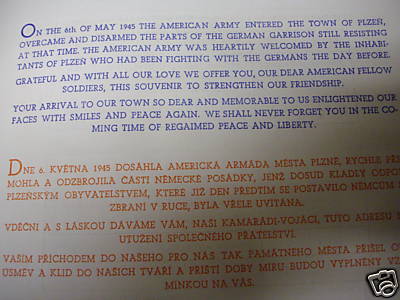 ON THE 6th. OF MAY 1945 THE AMERICAN ARMY ENTERED THE TOWN OF PLZEŇ,
OVERCAME AND DISARMED THE PARTS OF THE GERMAN GARRISON STILL RESISTING
AT THAT TIME. THE AMERICAN ARMY WAS HEARTILY WELCOMED BY THE INHABI-
TANTS OF PLZEŇ WHO HAD BEEN FIGHTING WITH THE GERMANS THE DAY BEFORE.
GRATEFUL AND WITH ALL OUR LOVE WE OFFER YOU, OUR DEAR AMERICAN FELLOW
SOLDIERS, THIS SOUVENIR TO STRENGTHEN OUR FRIENDSHIP.
YOUR ARRIVAL TO OUR TOWN SO DEAR AND MEMORABLE TO US ENLIGHTENED OUR
FACES WITH SMILES AND PEACE AGAIN. WE SHALL NEVER FORGET YOU IN THE CO-
MING TIME OF REGAIMED PEACE AND LIBERTY.
DNE 6. KVĚTNA 1945 DOSÁHLA AMERICKÁ ARMÁDA MĚSTA PLZNĚ, RYCHLE PŘE
MOHLA A ODZBROJILA ČÁSTI NĚMECKÉ POSÁDKY, JENŽ DOSUD KLADLY ODPO
PLZEŇSKÝM OBYVATELSTVEM, KTERÉ JIŽ DEN PŘEDTÍM SE POSTAVILO NĚMCŮM
ZBRANÍ V RUCE, BYLA VŘELE UVÍTÁNA.
VDĚČNI A S LÁSKOU DÁVÁME VÁM, NAŠI KAMARÁDI-VOJÁCI, TUTO ADRESU
UTUŽENÍ SPOLEČNÉHO PŘÁTELSTVÍ.
VAŠÍM PŘÍCHODEM DO NAŠEHO PRO NÁS TAK PAMÁTNÉHO MĚSTA PŘIŠEL O
ÚSMĚV A KLID DO NAŠICH TVÁŘÍ A PŘÍŠTÍ DOBY MÍRU BUDOU VYPLNĚNY VZ
MÍNKOU NA VÁS.